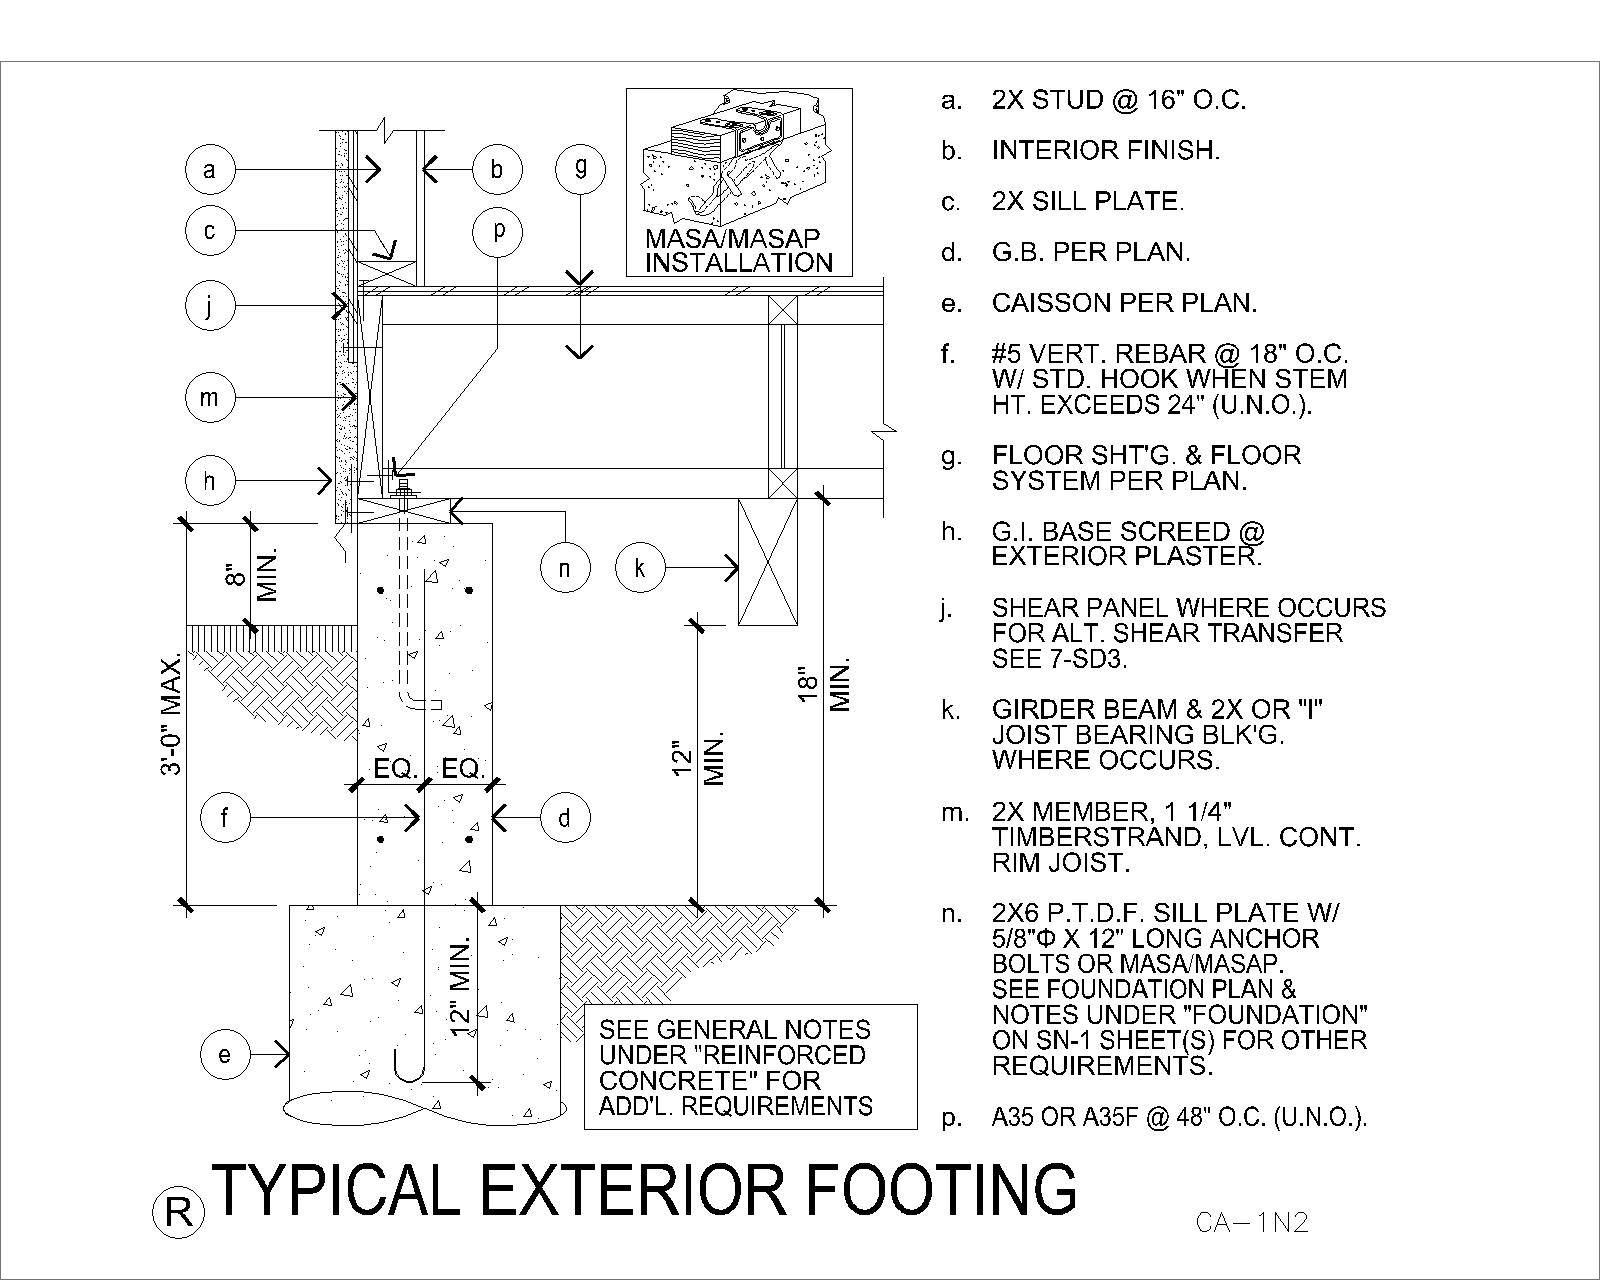 a
b
g
c
p
j
m
h
n
k
f
d
e
MASA/MASAP
INSTALLATION
8"
MIN.
3'-0" MAX.
EQ. EQ.
12"
MIN.
18"
MIN.
12" MIN.
SEE GENERAL NOTES
UNDER "REINFORCED
CONCRETE" FOR
ADD'L. REQUIREMENTS
a. 2X STUD @ 16" O.C.
b. INTERIOR FINISH.
c. 2X SILL PLATE.
d. G.B. PER PLAN.
e. CAISSON PER PLAN.
f. #5 VERT. REBAR @ 18" O.C.
W/ STD. HOOK WHEN STEM
HT. EXCEEDS 24" (U.N.O.).
g. FLOOR SHT'G. & FLOOR
SYSTEM PER PLAN.
h. G.I. BASE SCREED @
EXTERIOR PLASTER.
j. SHEAR PANEL WHERE OCCURS
FOR ALT. SHEAR TRANSFER
SEE 7-SD3.
k. GIRDER BEAM & 2X OR "I"
JOIST BEARING BLK'G.
WHERE OCCURS.
m. 2X MEMBER, 1 1/4"
TIMBERSTRAND, LVL. CONT.
RIM JOIST.
n. 2X6 P.T.D.F. SILL PLATE W/
5/8"Φ X 12" LONG ANCHOR
BOLTS OR MASA/MASAP.
SEE FOUNDATION PLAN &
NOTES UNDER "FOUNDATION"
ON SN-1 SHEET(S) FOR OTHER
REQUIREMENTS.
p. A35 OR A35F @ 48" O.C. (U.N.O.).
R TYPICAL EXTERIOR FOOTING
CA-1N2